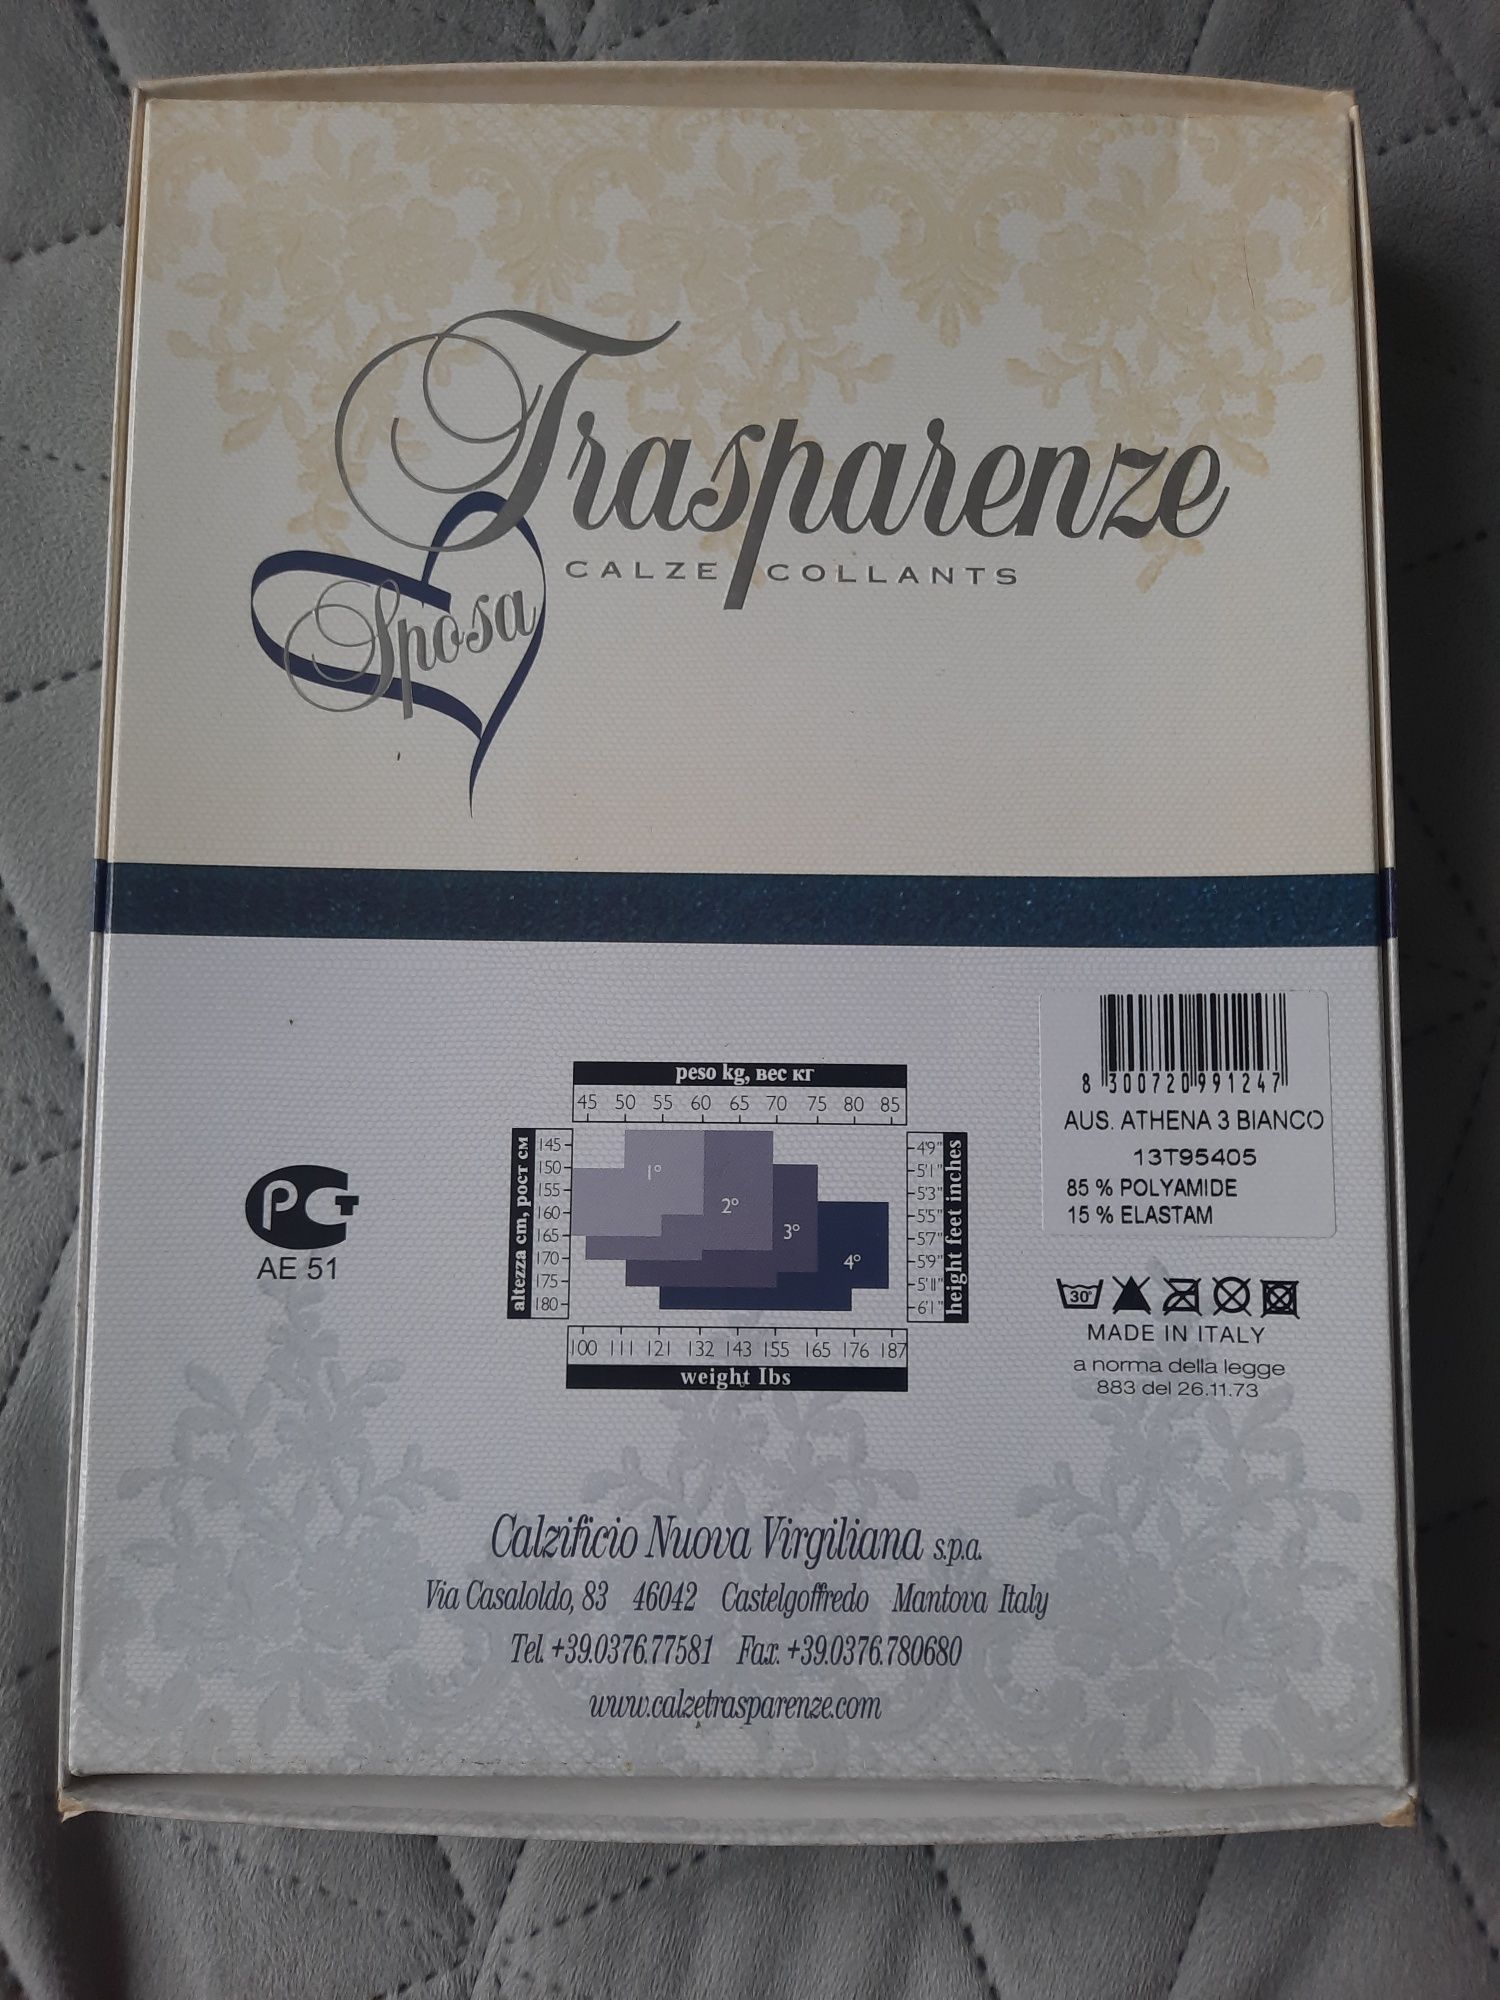 Trasparenze
CALZE COLLANTS
Sposa
8 300720 991247
AUS. ATHENA 3 BIANCO
13T95405
85 % POLYAMIDE
15 % ELASTAM
peso kg, вес кг
45 50 55 60 65 70 75 80 85
altezza cm, рост см
145
150
155
160
165
170
175
180
1°
2°
3°
4°
4'9"
5'1"
5'3"
5'5"
5'7"
5'9"
5'11"
6'1"
height feet inches
100 111 121 132 143 155 165 176 187
weight lbs
РСТ
AE 51
30°
MADE IN ITALY
a norma della legge
883 del 26.11.73
Calzificio Nuova Virgiliana s.p.a.
Via Casaloldo, 83 46042 Castelgoffredo Mantova Italy
Tel. +39.0376.77581 Fax. +39.0376.780680
www.calzetrasparenze.com